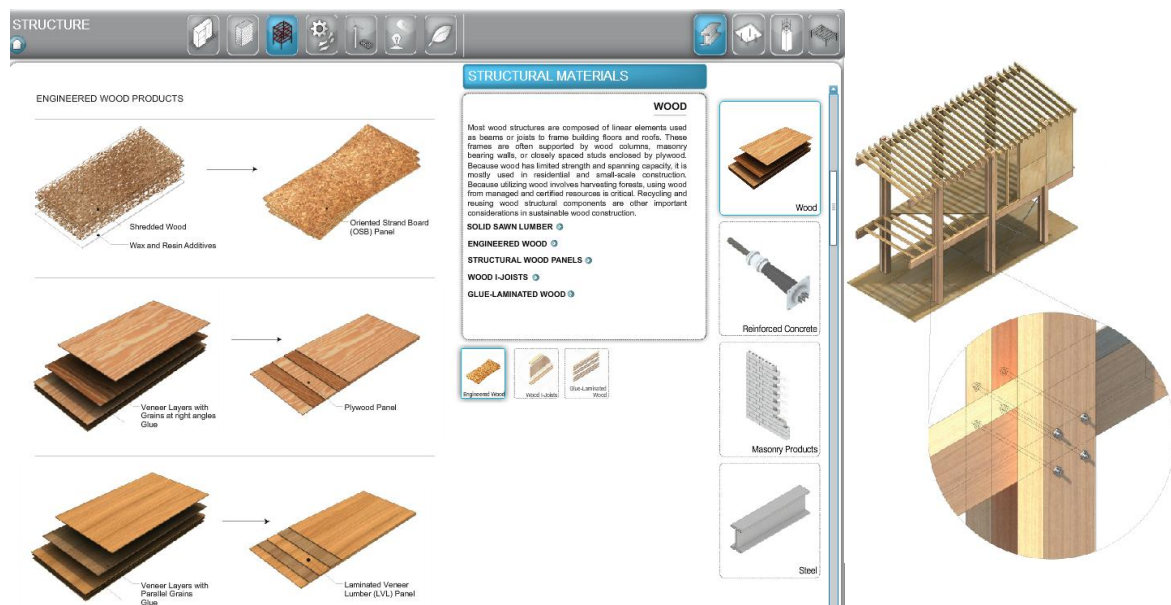 STRUCTURE
STRUCTURAL MATERIALS
ENGINEERED WOOD PRODUCTS
Shredded Wood
Wax and Resin Additives
Oriented Strand Board
(OSB) Panel
Veneer Layers with
Grains at right angles
Glue
Plywood Panel
Veneer Layers with
Parallel Grains
Glue
Laminated Veneer
Lumber (LVL) Panel
WOOD
Most wood structures are composed of linear elements used
as beams or joists to frame building floors and roofs. These
frames are often supported by wood columns, masonry
bearing walls, or closely spaced studs enclosed by plywood.
Because wood has limited strength and spanning capacity, it is
mostly used in residential and small-scale construction.
Because utilizing wood involves harvesting forests, using wood
from managed and certified resources is critical. Recycling and
reusing wood structural components are other important
considerations in sustainable wood construction.
SOLID SAWN LUMBER
ENGINEERED WOOD
STRUCTURAL WOOD PANELS
WOOD I-JOISTS
GLUE-LAMINATED WOOD
Engineered Wood
Wood I-Joists
Glue-Laminated
Wood
Wood
Reinforced Concrete
Masonry Products
Steel